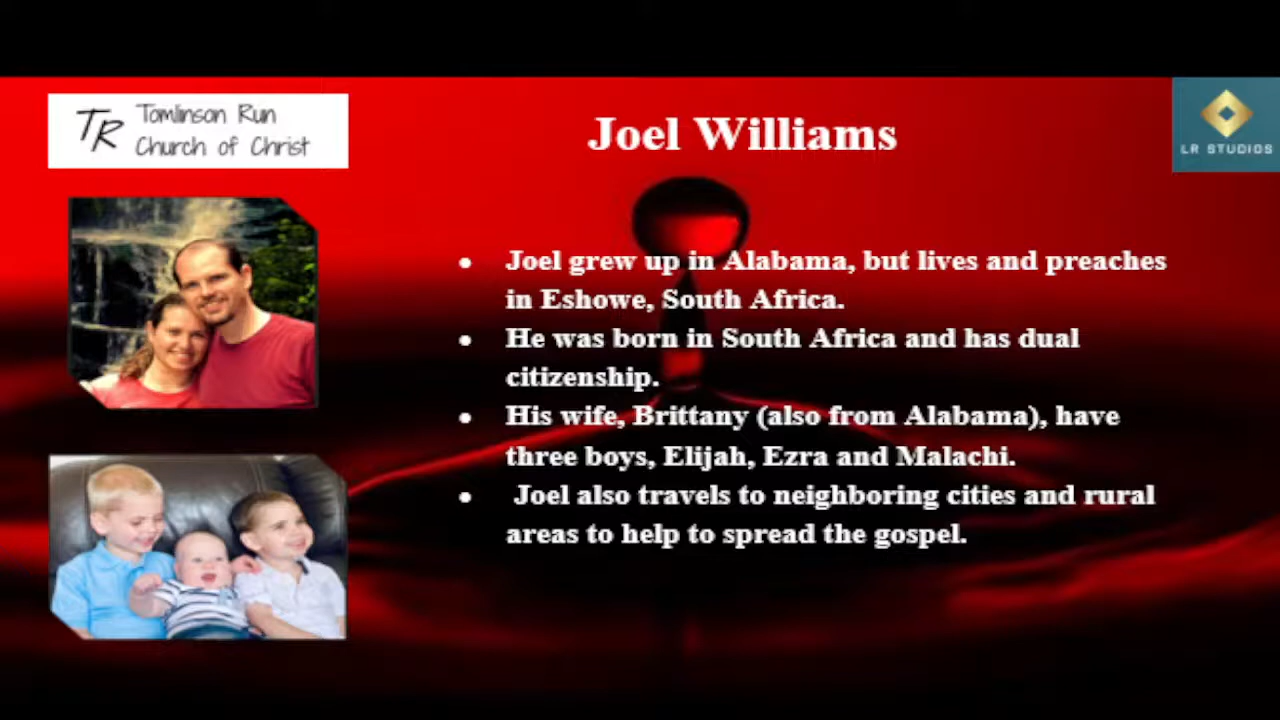 Tomlinson Run
TR
Church of Christ
Joel Williams
LR STUDIOS
• Joel grew up in Alabama, but lives and preaches
in Eshowe, South Africa.
• He was born in South Africa and has dual
citizenship.
• His wife, Brittany (also from Alabama), have
three boys, Elijah, Ezra and Malachi.
• Joel also travels to neighboring cities and rural
areas to help to spread the gospel.